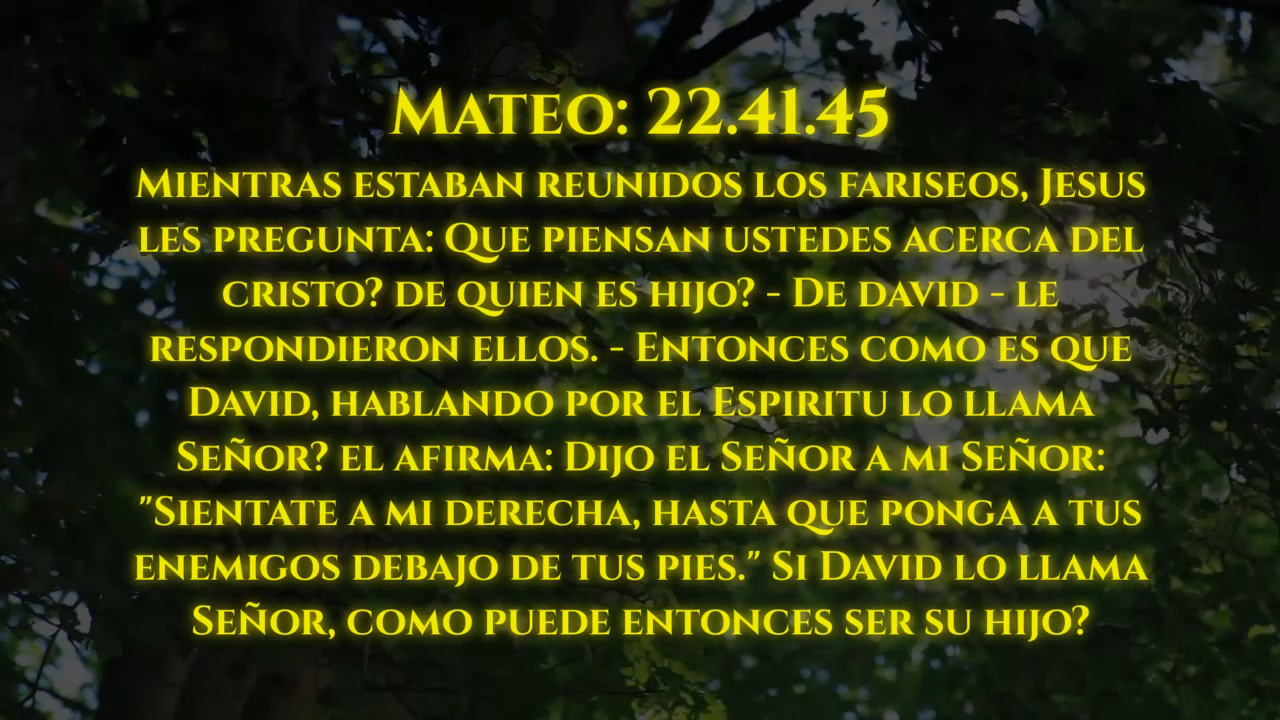 Mateo: 22.41.45
Mientras estaban reunidos los fariseos, Jesus
les pregunta: Que piensan ustedes acerca del
cristo? de quien es hijo? - De david - le
respondieron ellos. - Entonces como es que
David, hablando por el Espiritu lo llama
Señor? el afirma: Dijo el Señor a mi Señor:
"Sientate a mi derecha, hasta que ponga a tus
enemigos debajo de tus pies." Si David lo llama
Señor, como puede entonces ser su hijo?